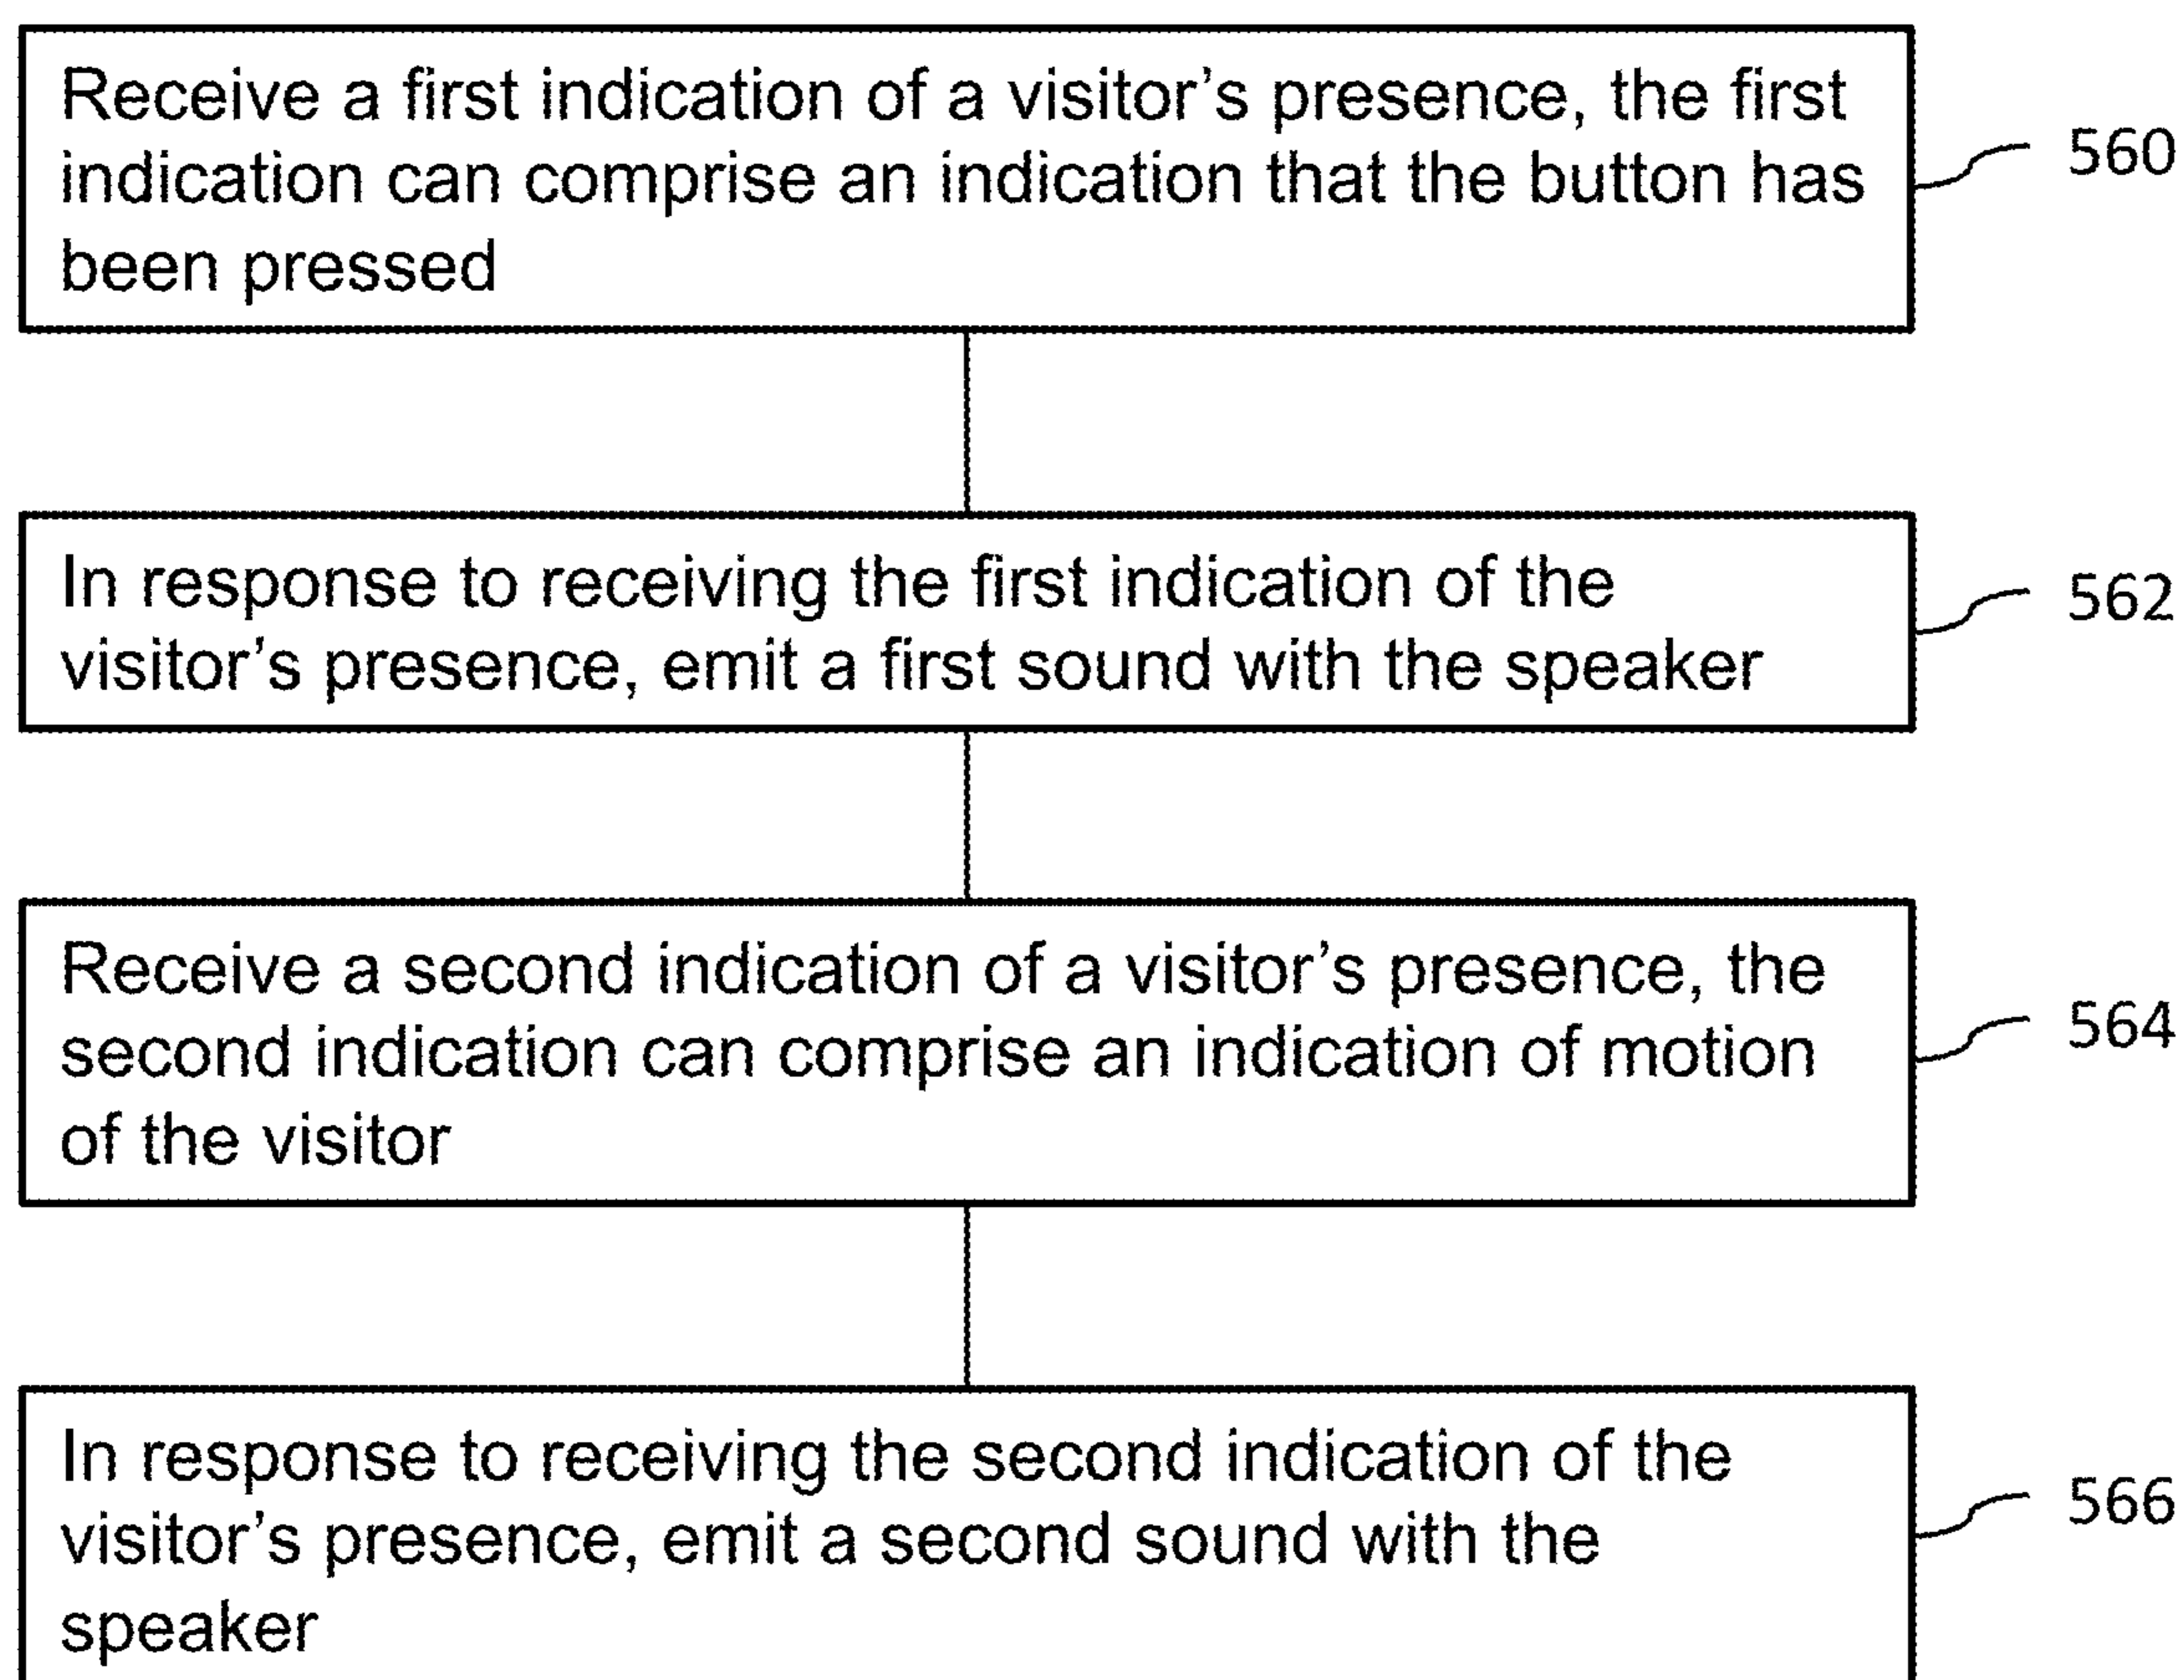 Receive a first indication of a visitor’s presence, the first
indication can comprise an indication that the button has
been pressed
560
In response to receiving the first indication of the
visitor’s presence, emit a first sound with the speaker
562
Receive a second indication of a visitor’s presence, the
second indication can comprise an indication of motion
of the visitor
564
In response to receiving the second indication of the
visitor’s presence, emit a second sound with the
speaker
566